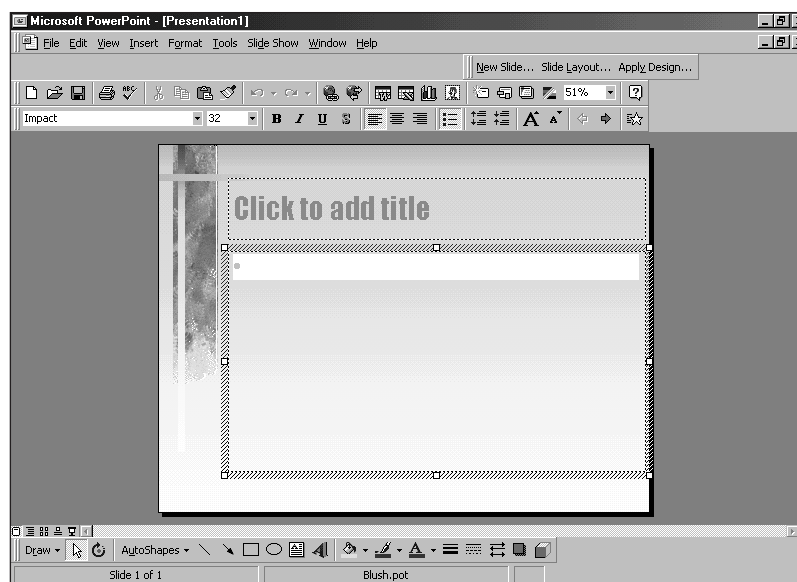 Microsoft PowerPoint - [Presentation1]
File Edit View Insert Format Tools Slide Show Window Help
New Slide... Slide Layout... Apply Design...
ABC 51%
Impact 32 B I U S A A
Click to add title
Draw AutoShapes A A
Slide 1 of 1 Blush.pot